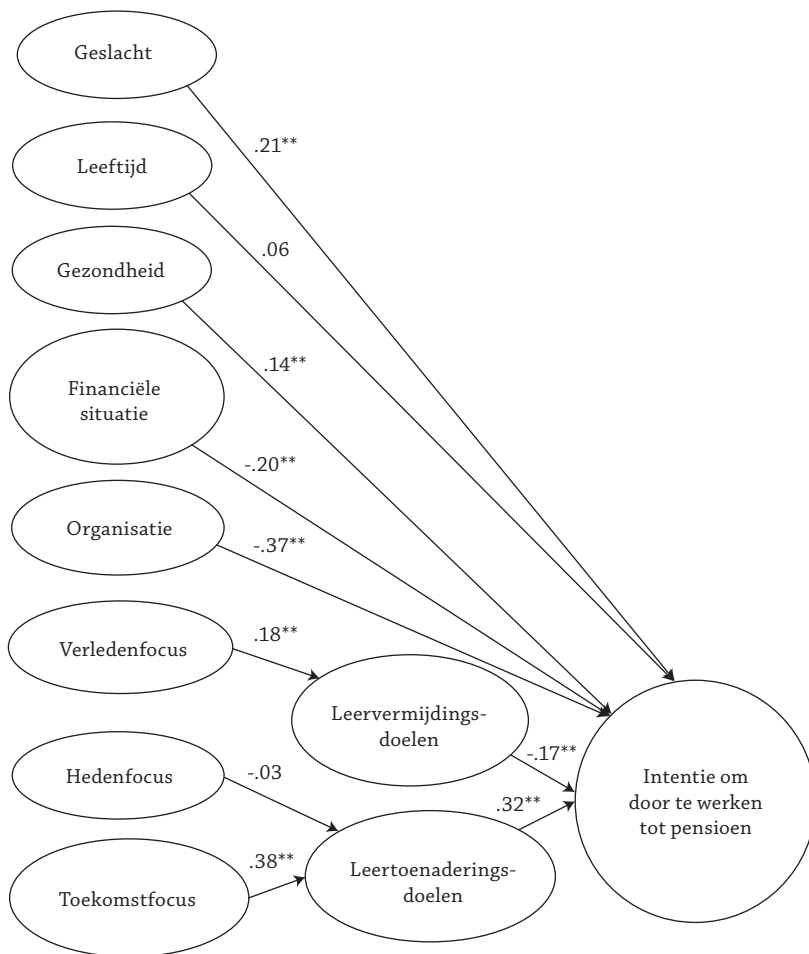 Geslacht
.21**
Leeftijd
.06
Gezondheid
.14**
Financiële
situatie
-.20**
Organisatie
-.37**
Verledenfocus
.18**
Leervermijdings-
doelen
-.17**
Hedenfocus
-.03
.32**
Intentie om
door te werken
tot pensioen
Toekomstfocus
.38**
Leertoenaderings-
doelen